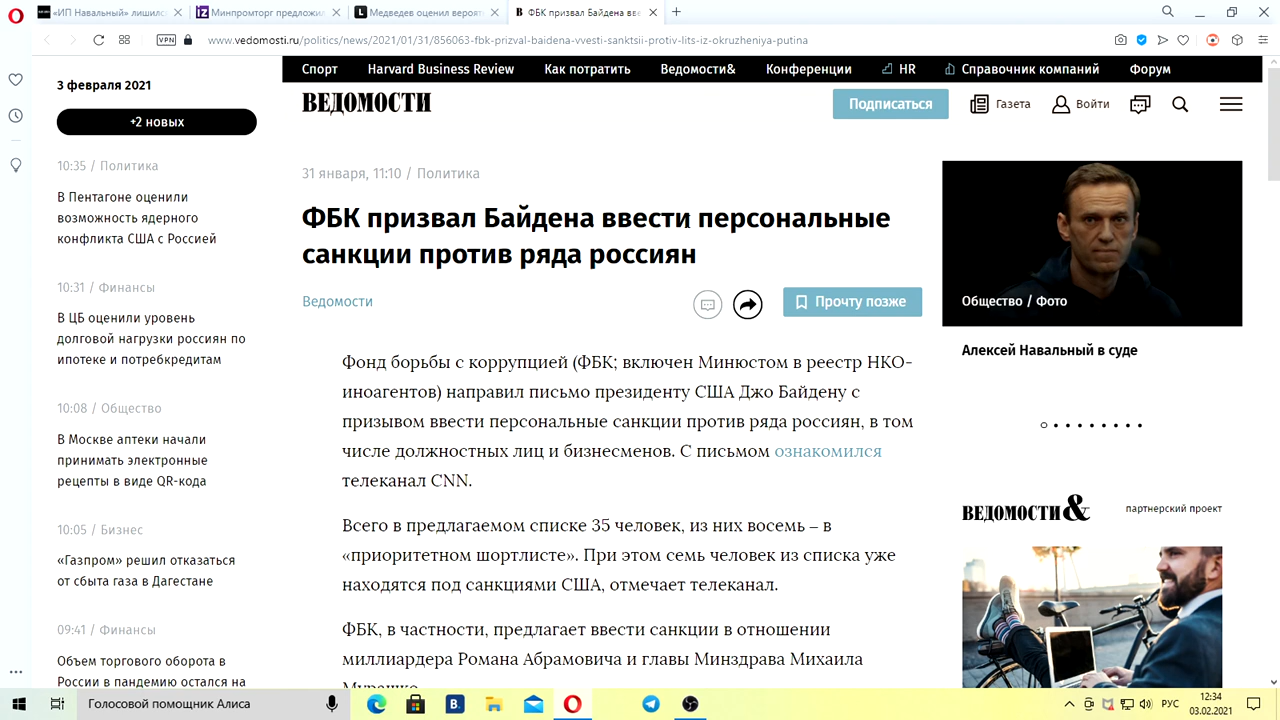 «ИП Навальный» лишилс
Минпромторг предложил
Медведев оценил вероят
ФБК призвал Байдена вве
VPN
www.vedomosti.ru/politics/news/2021/01/31/856063-fbk-prizval-baidena-vvesti-sanktsii-protiv-lits-iz-okruzheniya-putina
Спорт Harvard Business Review Как потратить Ведомости& Конференции HR Справочник компаний Форум
ВЕДОМОСТИ
Подписаться
Газета
Войти
3 февраля 2021
+2 новых
10:35 / Политика
В Пентагоне оценили
возможность ядерного
конфликта США с Россией
10:31 / Финансы
В ЦБ оценили уровень
долговой нагрузки россиян по
ипотеке и потребкредитам
10:08 / Общество
В Москве аптеки начали
принимать электронные
рецепты в виде QR-кода
10:05 / Бизнес
«Газпром» решил отказаться
от сбыта газа в Дагестане
09:41 / Финансы
Объем торгового оборота в
России в пандемию остался на
31 января, 11:10 / Политика
ФБК призвал Байдена ввести персональные
санкции против ряда россиян
Ведомости
Прочту позже
Фонд борьбы с коррупцией (ФБК; включен Минюстом в реестр НКО-
иноагентов) направил письмо президенту США Джо Байдену с
призывом ввести персональные санкции против ряда россиян, в том
числе должностных лиц и бизнесменов. С письмом ознакомился
телеканал CNN.
Всего в предлагаемом списке 35 человек, из них восемь – в
«приоритетном шортлисте». При этом семь человек из списка уже
находятся под санкциями США, отмечает телеканал.
ФБК, в частности, предлагает ввести санкции в отношении
миллиардера Романа Абрамовича и главы Минздрава Михаила
Мурашко
Общество / Фото
Алексей Навальный в суде
ВЕДОМОСТИ&
партнерский проект
Голосовой помощник Алиса
РУС
12:34
03.02.2021